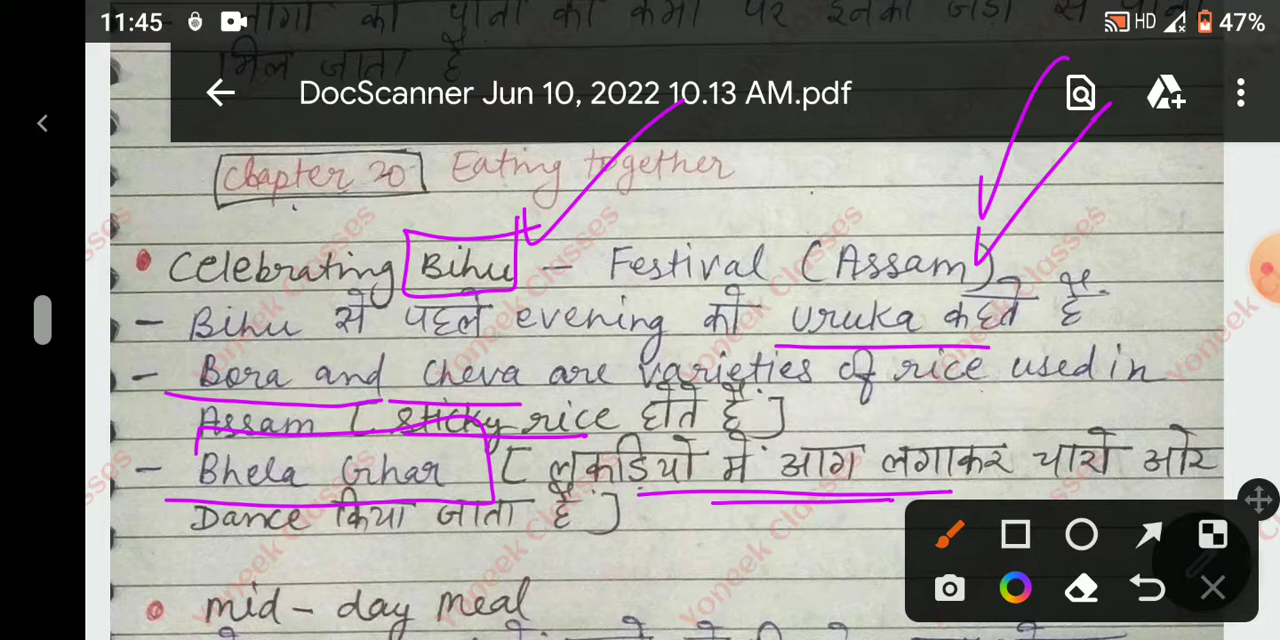 11:45 HD 47%
मिल जाता है
DocScanner Jun 10, 2022 10.13 AM.pdf
Chapter 20 Eating together
Celebrating Bihu - Festival (Assam)
- Bihu से पहले evening को Uruka कहते है
- Bora and Cheva are varieties of rice used in
Assam [ sticky rice होते है ]
- Bhela Ghar [ लकड़ियो में आग लगाकर चारो ओर
Dance किया जाता है ]
mid - day meal